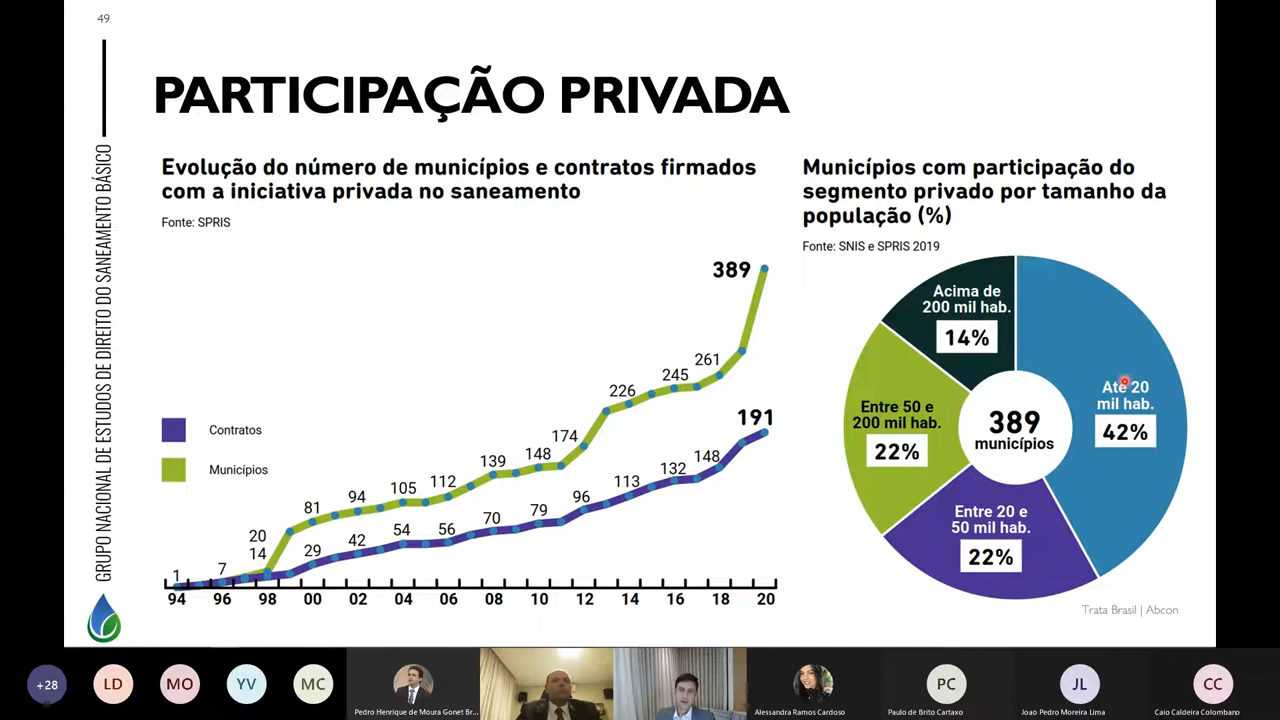 49
GRUPO NACIONAL DE ESTUDOS DE DIREITO DO SANEAMENTO BÁSICO
PARTICIPAÇÃO PRIVADA
Evolução do número de municípios e contratos firmados
com a iniciativa privada no saneamento
Fonte: SPRIS
389
261
245
226
191
174
148
148
139
132
113
112
105
96
94
81
79
70
56
54
42
29
20
14
7
1
Contratos
Municípios
94 96 98 00 02 04 06 08 10 12 14 16 18 20
Municípios com participação do
segmento privado por tamanho da
população (%)
Fonte: SNIS e SPRIS 2019
Acima de
200 mil hab.
14%
Até 20
mil hab.
42%
Entre 50 e
200 mil hab.
22%
389
municípios
Entre 20 e
50 mil hab.
22%
Trata Brasil | Abcon
+28
LD
MO
YV
MC
Pedro Henrique de Moura Gonet Br...
Alessandra Ramos Cardoso
PC
Paulo de Brito Cartaxo
JL
Joao Pedro Moreira Lima
CC
Caio Caldeira Colombano